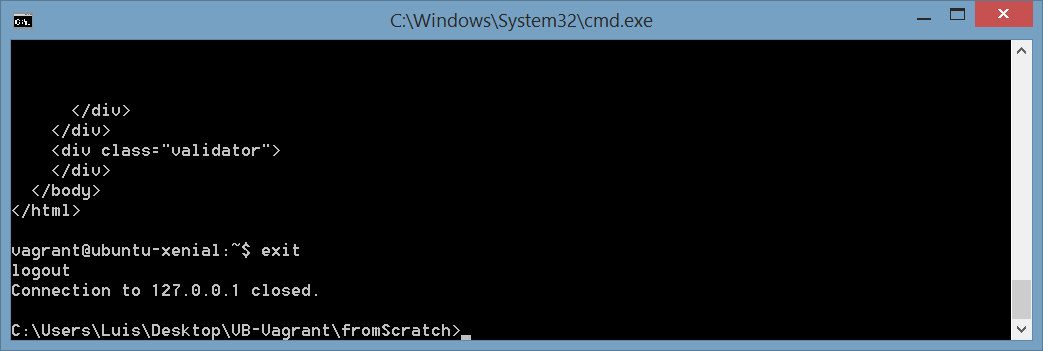 C:\Windows\System32\cmd.exe
</div>
</div>
<div class="validator">
</div>
</body>
</html>
vagrant@ubuntu-xenial:~$ exit
logout
Connection to 127.0.0.1 closed.
C:\Users\Luis\Desktop\VB-Vagrant\fromScratch>_